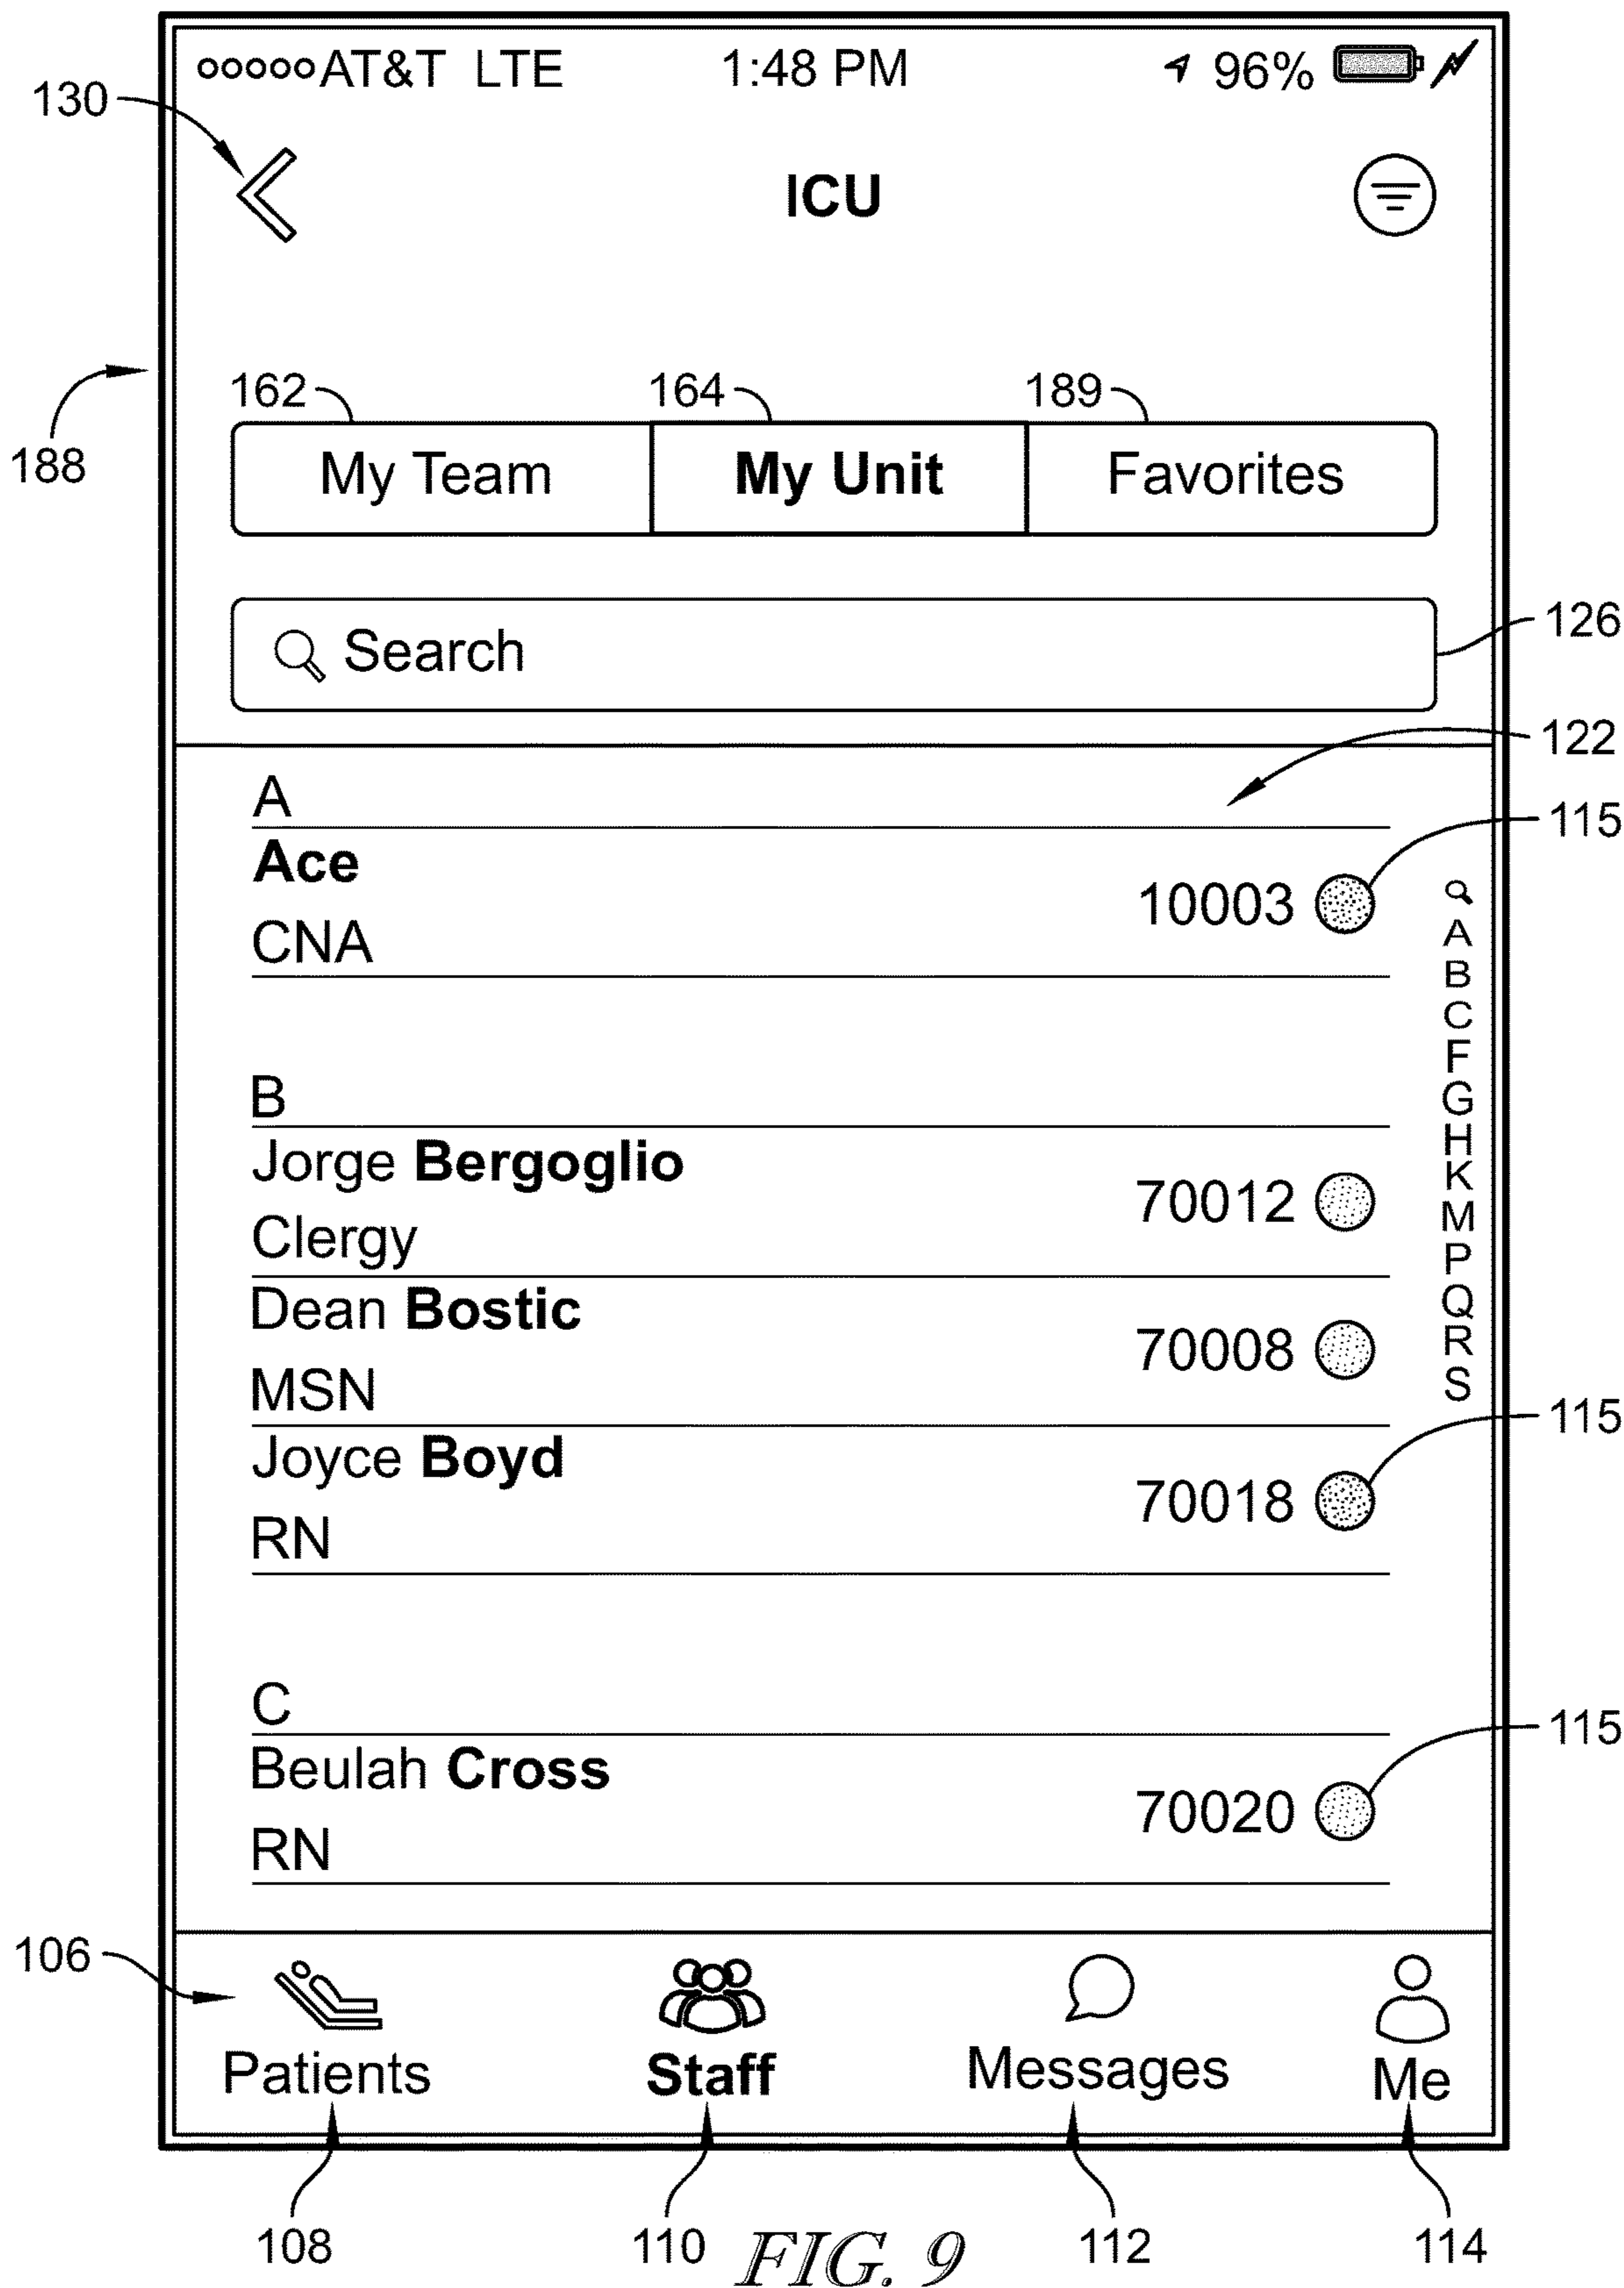 AT&T LTE 1:48 PM 96%
130
ICU
188
162 164 189
My Team My Unit Favorites
Search
126
122
A
115
Ace
10003
CNA
B
Jorge Bergoglio
70012
Clergy
Dean Bostic
70008
MSN
Joyce Boyd
70018
RN
115
C
Beulah Cross
70020
RN
115
A
B
C
F
G
H
K
M
P
Q
R
S
106
Patients Staff Messages Me
108 110 112 114
FIG. 9